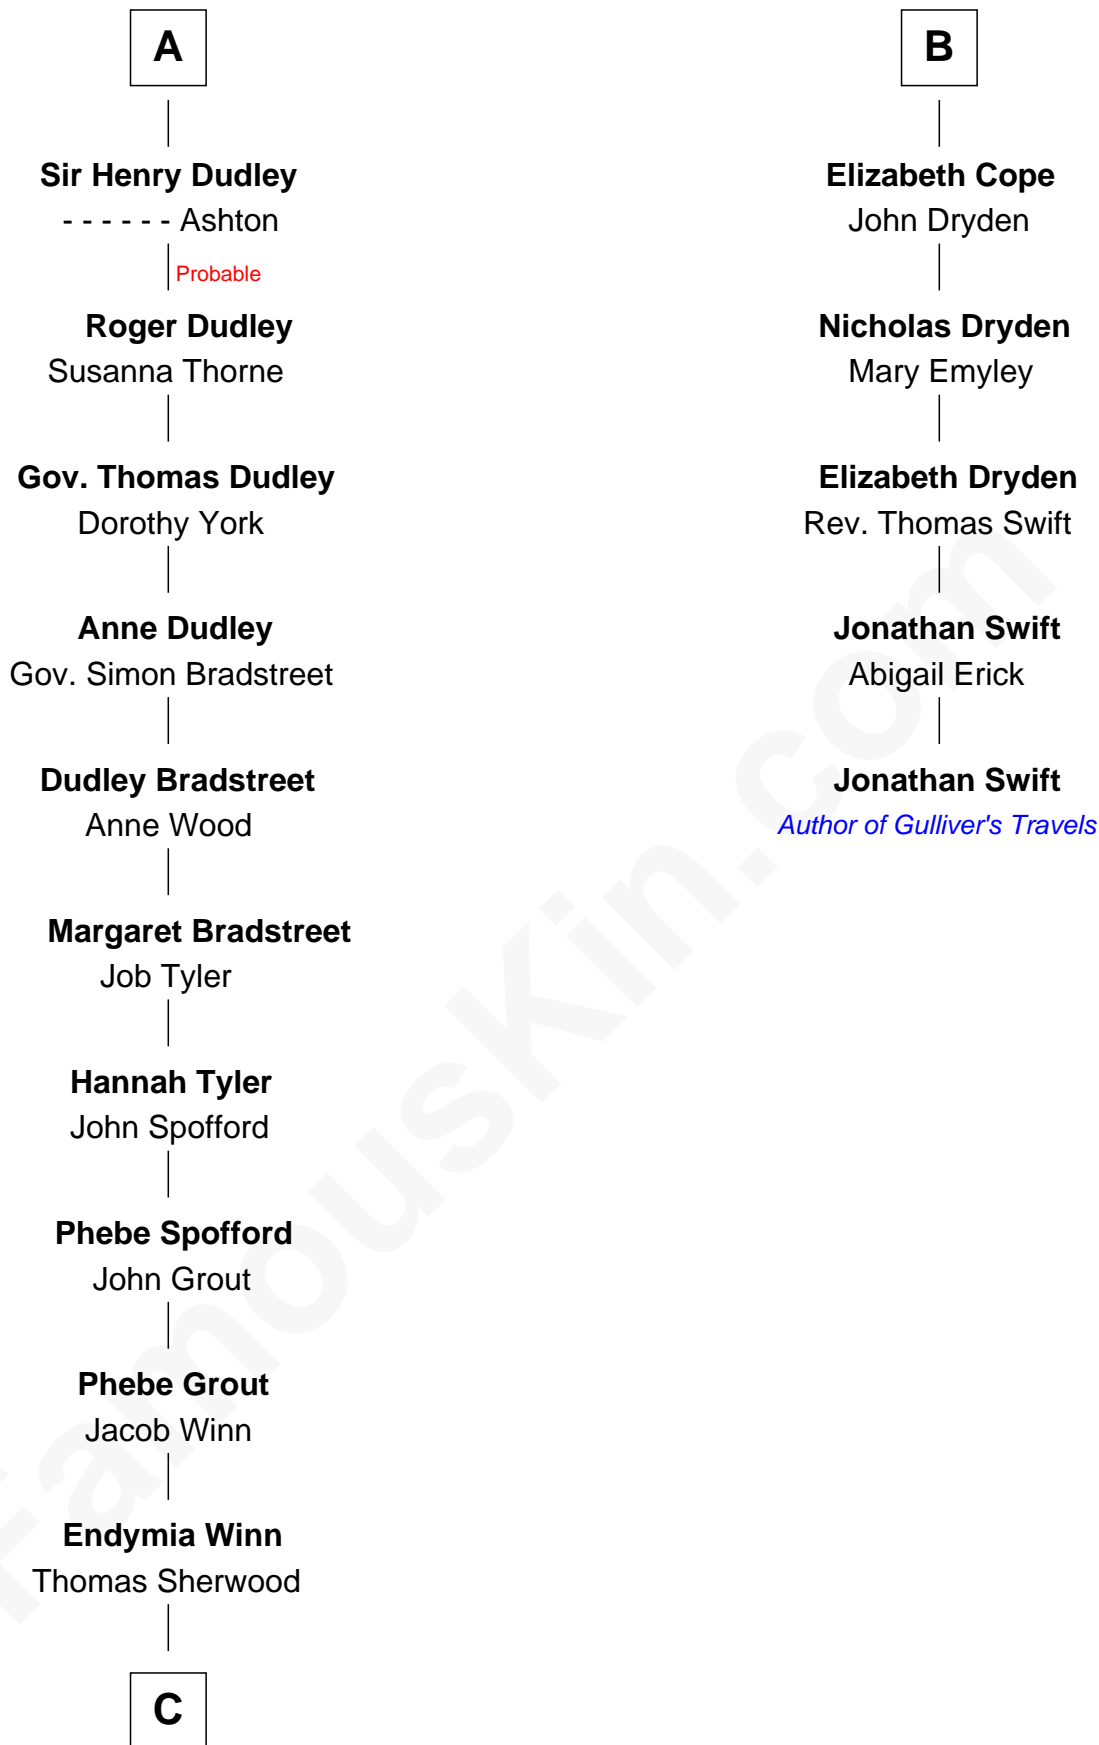 A
Sir Henry Dudley
- - - - - - Ashton
Probable
Roger Dudley
Susanna Thorne
Gov. Thomas Dudley
Dorothy York
Anne Dudley
Gov. Simon Bradstreet
Dudley Bradstreet
Anne Wood
Margaret Bradstreet
Job Tyler
Hannah Tyler
John Spofford
Phebe Spofford
John Grout
Phebe Grout
Jacob Winn
Endymia Winn
Thomas Sherwood
C
B
Elizabeth Cope
John Dryden
Nicholas Dryden
Mary Emyley
Elizabeth Dryden
Rev. Thomas Swift
Jonathan Swift
Abigail Erick
Jonathan Swift
Author of Gulliver's Travels
FamousKin.com